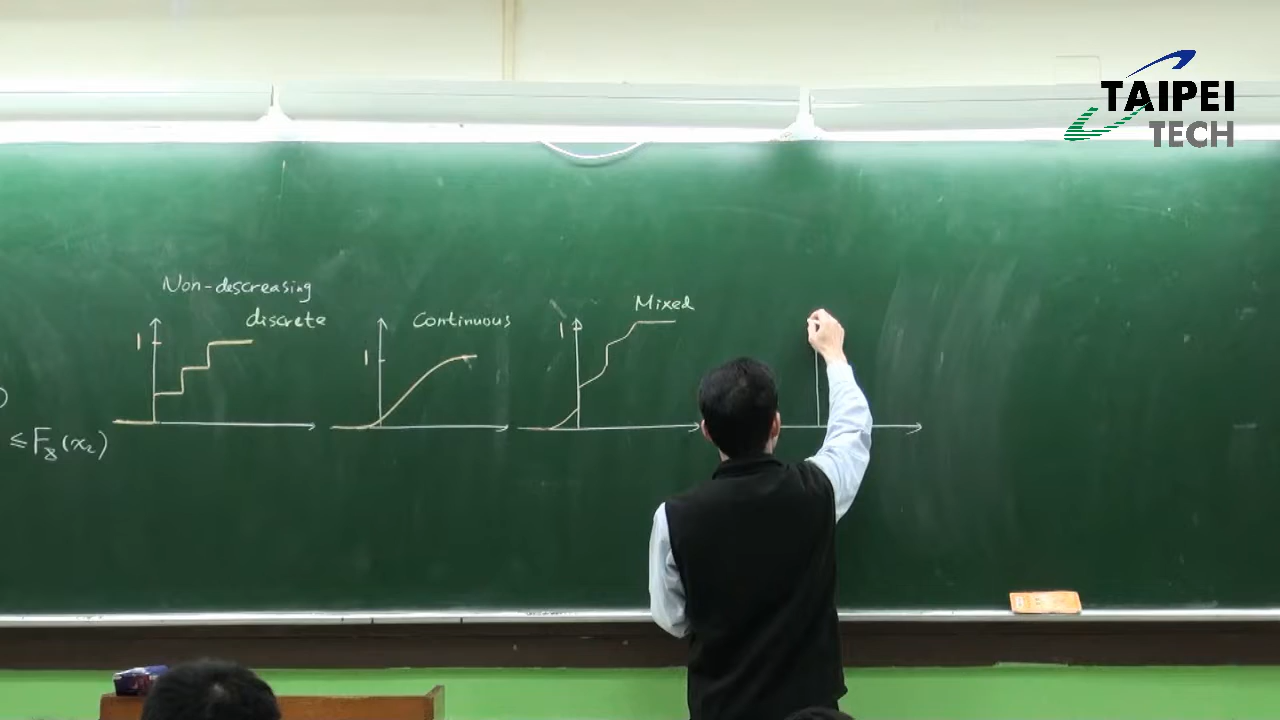 TAIPEI
TECH
Non-descreasing
discrete
Continuous
Mixed
1
1
1
≤ F_X(x₂)